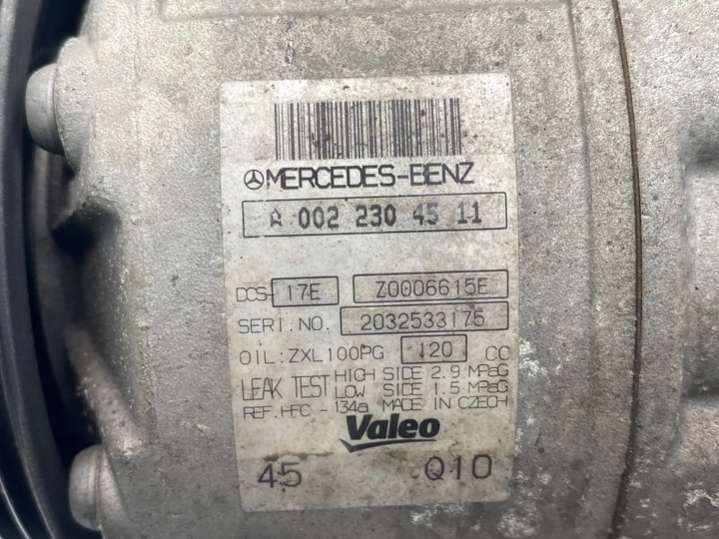 MERCEDES-BENZ
A 002 230 45 11
DCS- 17E Z0006615E
SERI.NO. 2032533175
OIL:ZXL100PG 120 CC
LEAK TEST HIGH SIDE 2.9 MPaG
LOW SIDE 1.5 MPaG
REF.HFC-134a MADE IN CZECH
Valeo
45 Q10